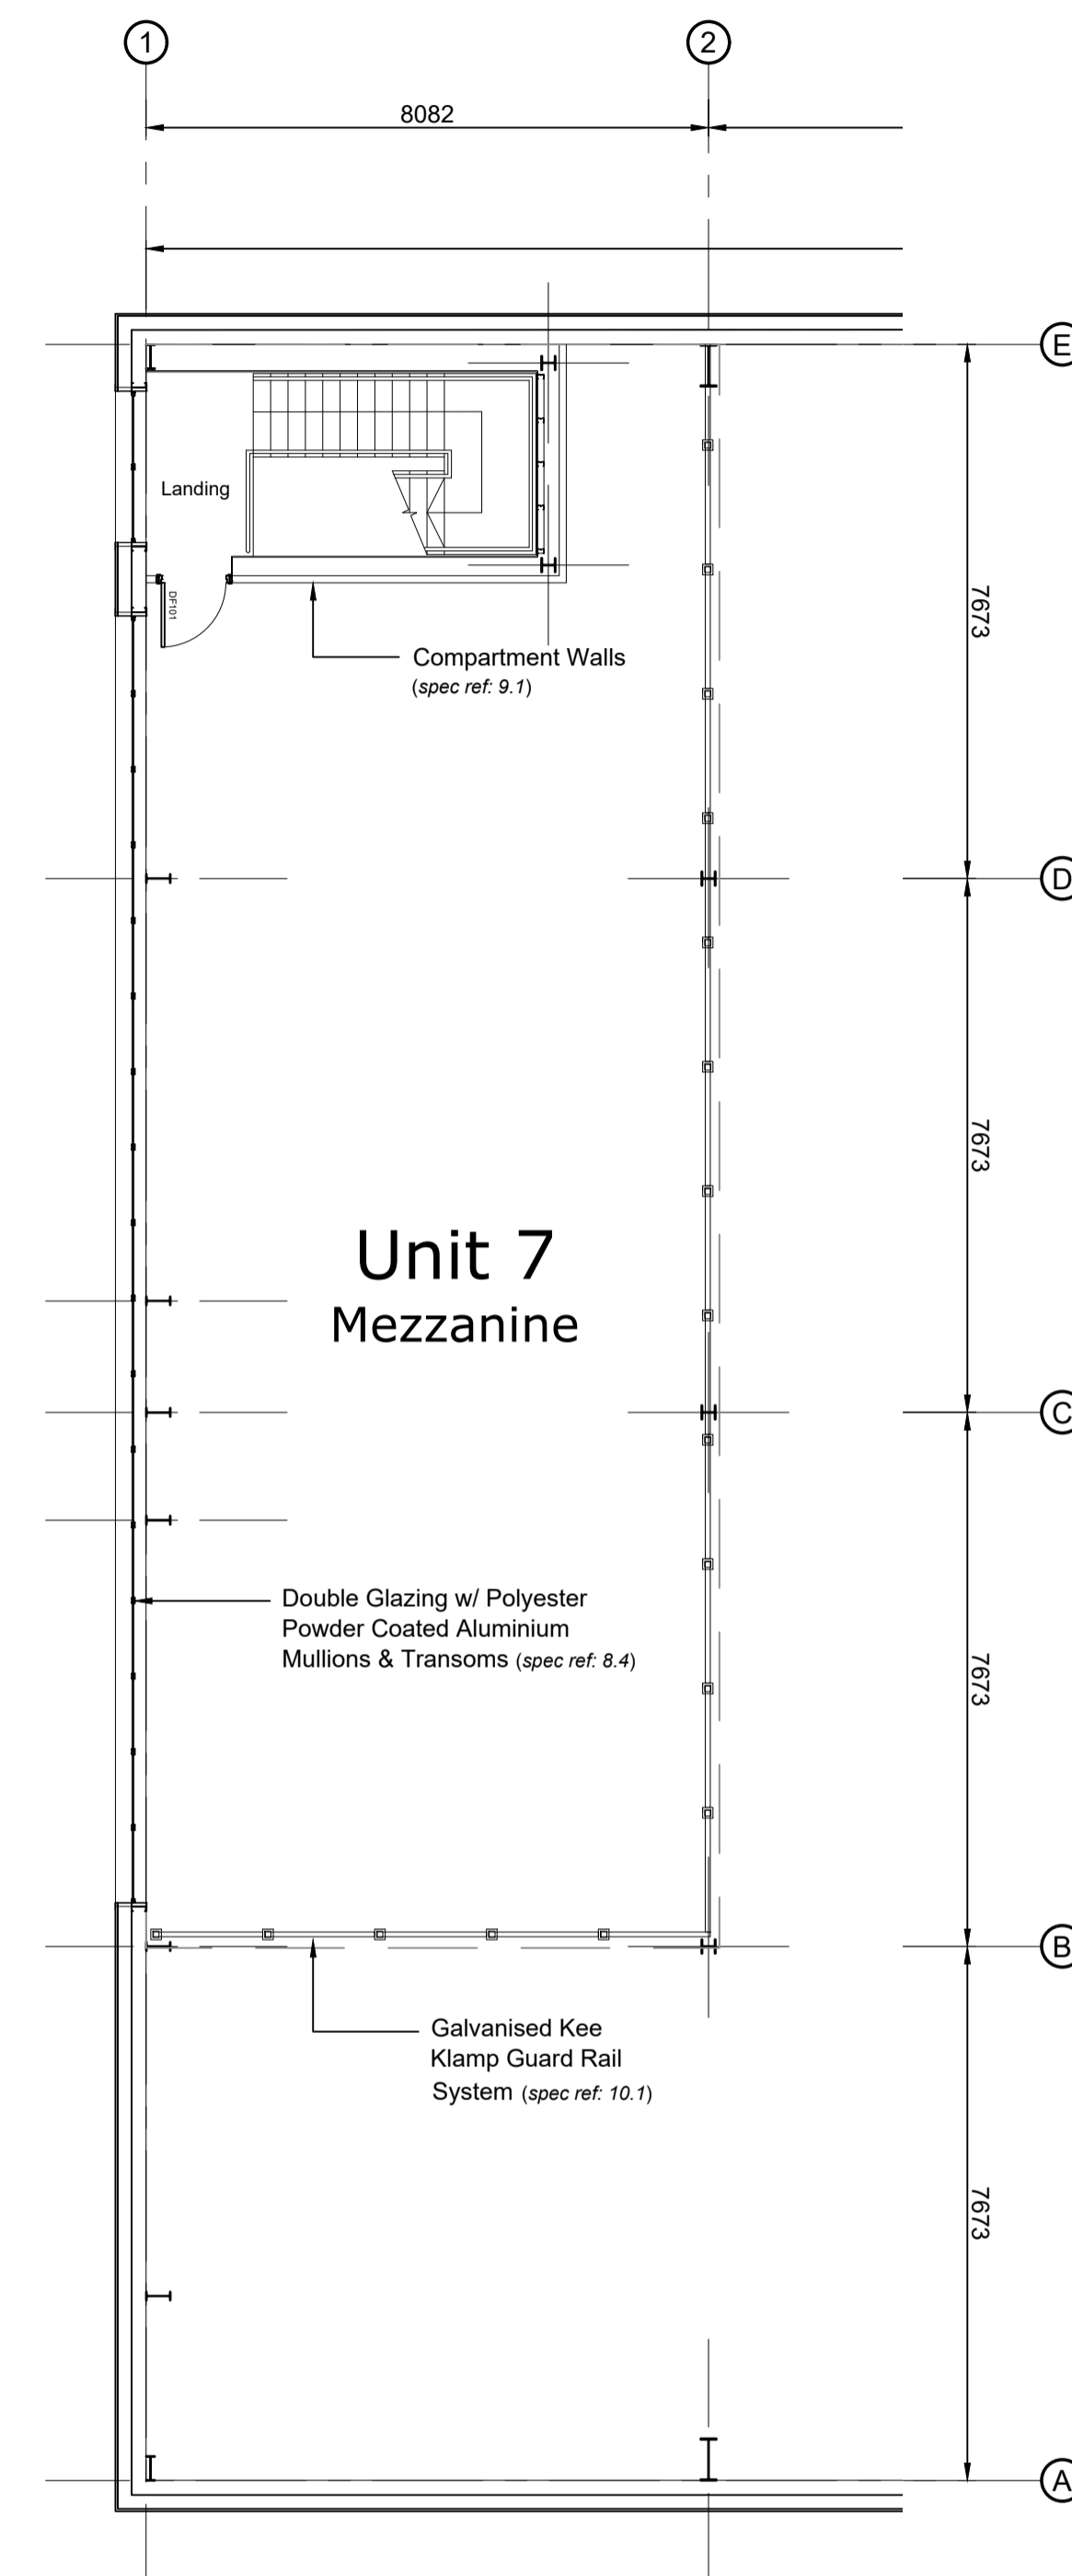 1
2
8082
E
Landing
DF101
7673
Compartment Walls
(spec ref: 9.1)
D
7673
Unit 7
Mezzanine
C
Double Glazing w/ Polyester
Powder Coated Aluminium
Mullions & Transoms (spec ref: 8.4)
7673
B
Galvanised Kee
Klamp Guard Rail
System (spec ref: 10.1)
7673
A